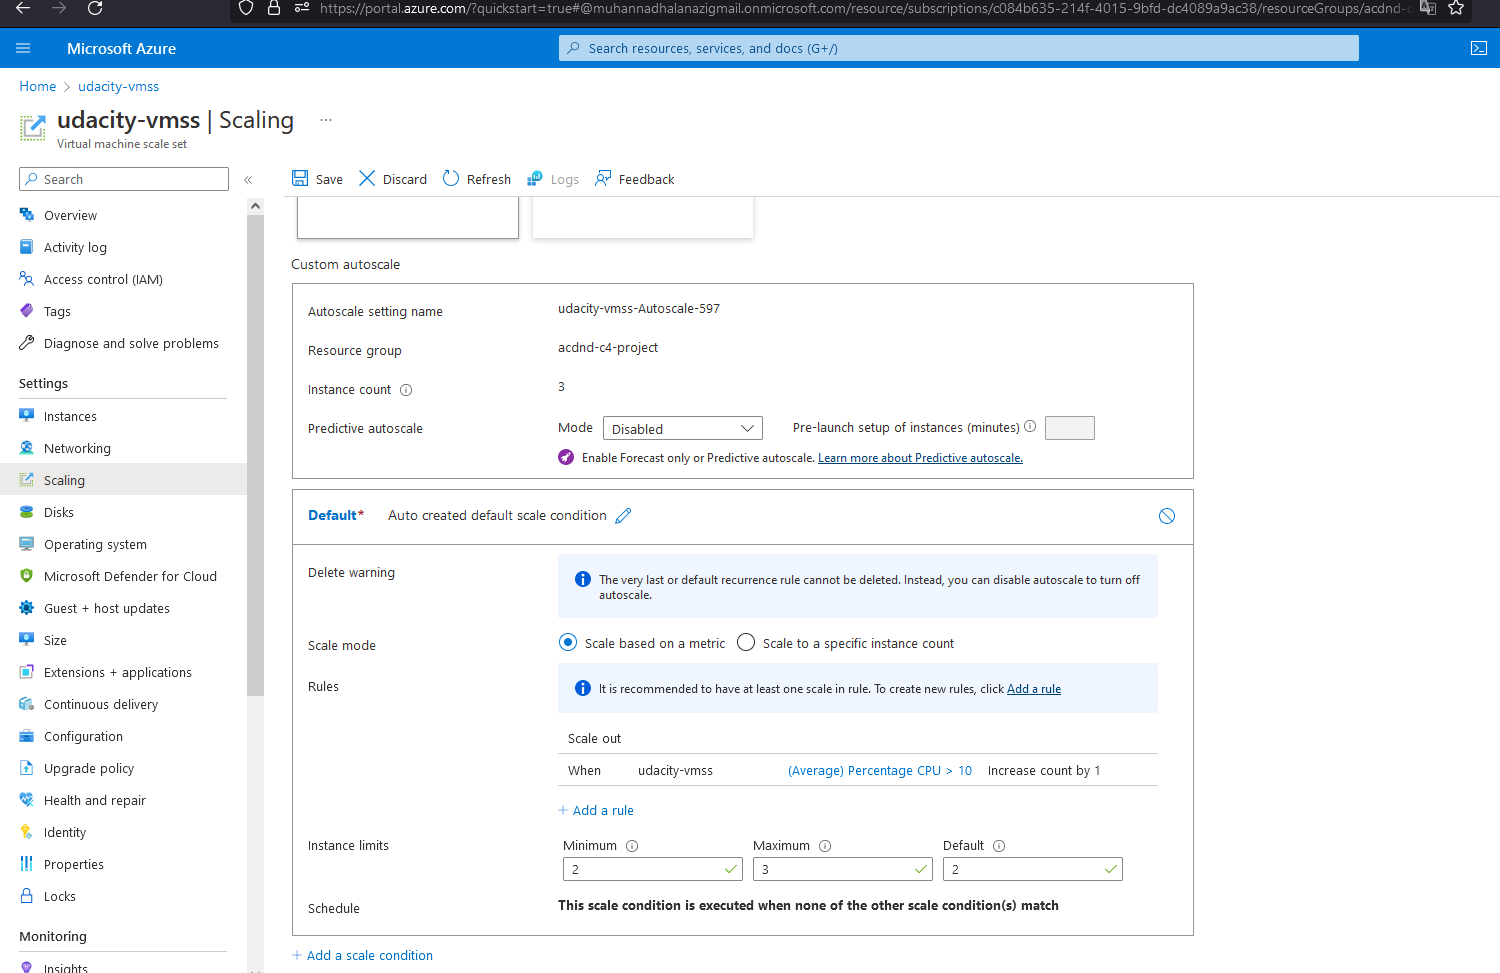 https://portal.azure.com/?quickstart=true#@muhannadhalanazigmail.onmicrosoft.com/resource/subscriptions/c084b635-214f-4015-9bfd-dc4089a9ac38/resourceGroups/acdnd-c
Microsoft Azure
Search resources, services, and docs (G+/)
Home > udacity-vmss
udacity-vmss | Scaling ...
Virtual machine scale set
Search «
Save Discard Refresh Logs Feedback
Overview
Activity log
Access control (IAM)
Tags
Diagnose and solve problems
Settings
Instances
Networking
Scaling
Disks
Operating system
Microsoft Defender for Cloud
Guest + host updates
Size
Extensions + applications
Continuous delivery
Configuration
Upgrade policy
Health and repair
Identity
Properties
Locks
Monitoring
Insights
Custom autoscale
Autoscale setting name udacity-vmss-Autoscale-597
Resource group acdnd-c4-project
Instance count 3
Predictive autoscale Mode Disabled Pre-launch setup of instances (minutes)
Enable Forecast only or Predictive autoscale. Learn more about Predictive autoscale.
Default* Auto created default scale condition
Delete warning
The very last or default recurrence rule cannot be deleted. Instead, you can disable autoscale to turn off
autoscale.
Scale mode Scale based on a metric Scale to a specific instance count
Rules It is recommended to have at least one scale in rule. To create new rules, click Add a rule
Scale out
When udacity-vmss (Average) Percentage CPU > 10 Increase count by 1
+ Add a rule
Instance limits Minimum Maximum Default
2 3 2
Schedule This scale condition is executed when none of the other scale condition(s) match
+ Add a scale condition